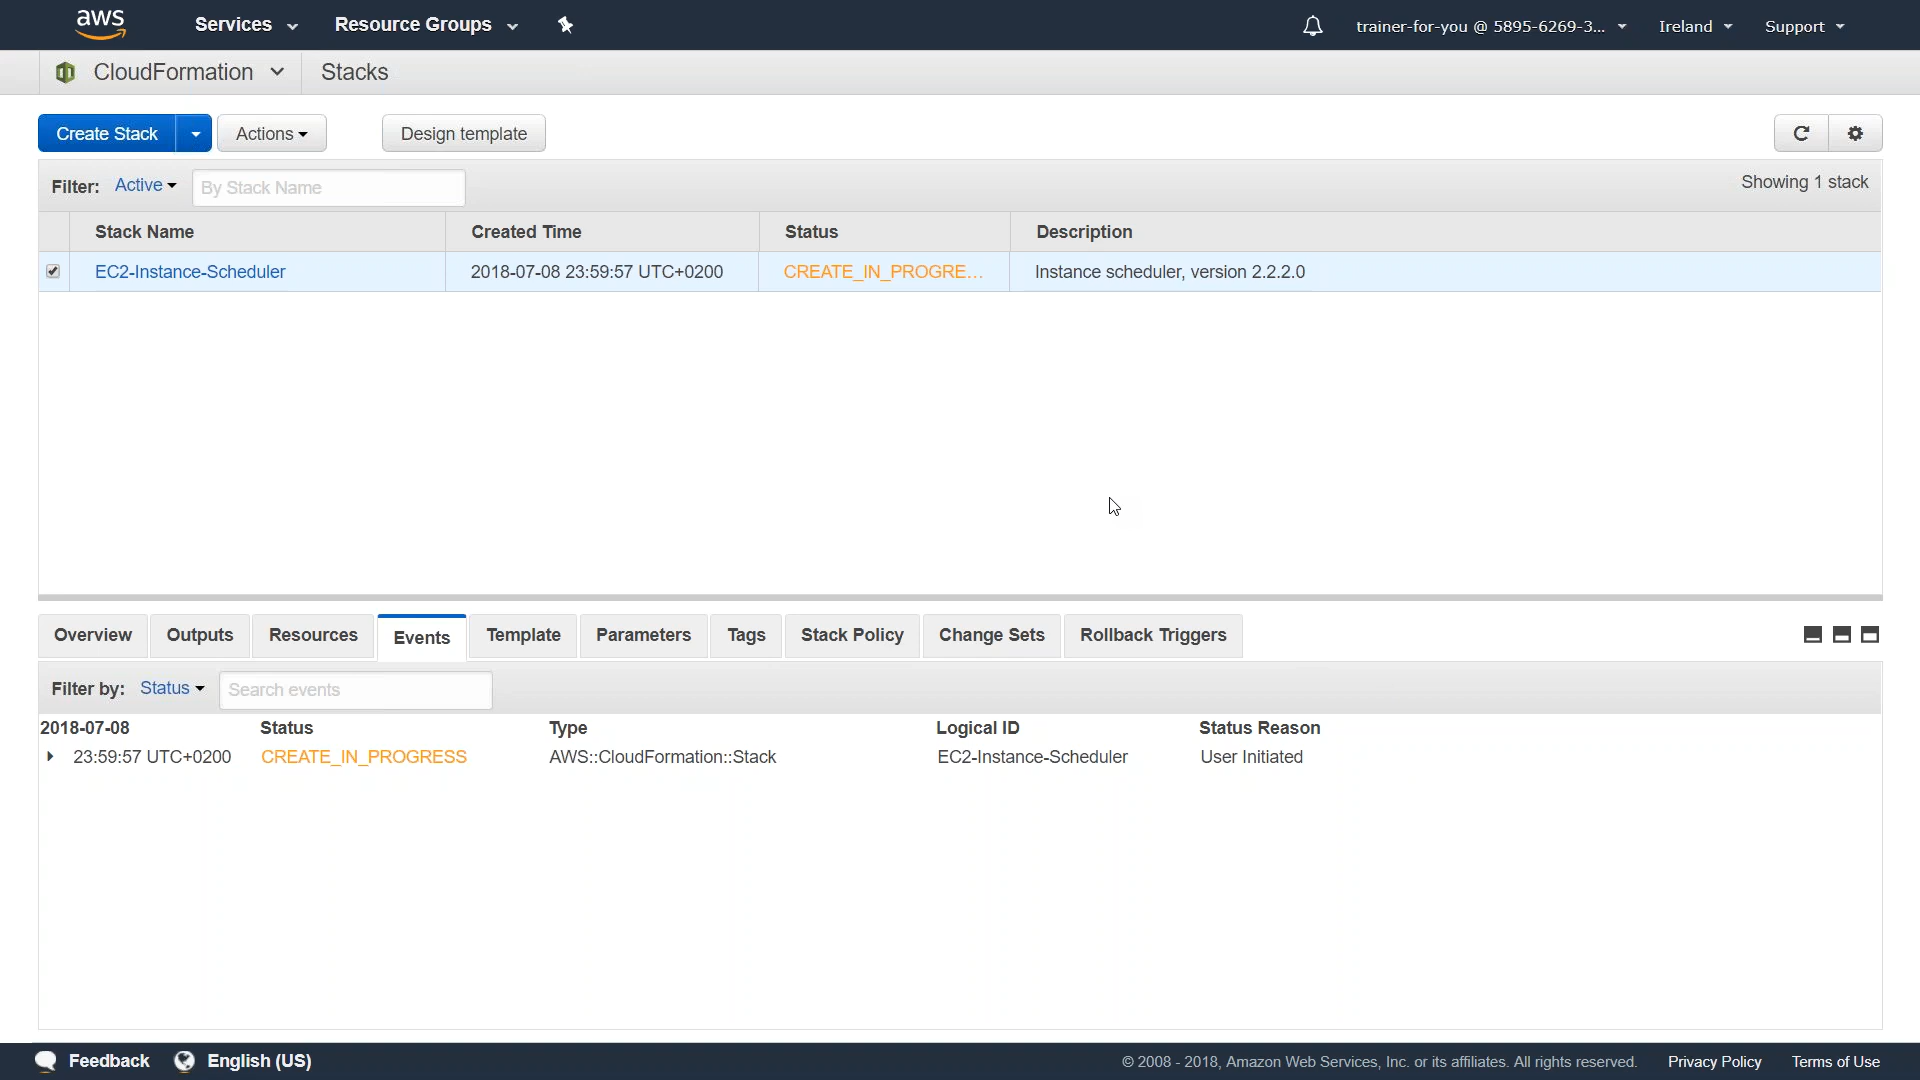 aws Services Resource Groups trainer-for-you @ 5895-6269-3... Ireland Support
CloudFormation Stacks
Create Stack Actions Design template
Filter: Active By Stack Name Showing 1 stack
Stack Name Created Time Status Description
EC2-Instance-Scheduler 2018-07-08 23:59:57 UTC+0200 CREATE_IN_PROGRE... Instance scheduler, version 2.2.2.0
Overview Outputs Resources Events Template Parameters Tags Stack Policy Change Sets Rollback Triggers
Filter by: Status Search events
2018-07-08 Status Type Logical ID Status Reason
23:59:57 UTC+0200 CREATE_IN_PROGRESS AWS::CloudFormation::Stack EC2-Instance-Scheduler User Initiated
Feedback English (US) © 2008 - 2018, Amazon Web Services, Inc. or its affiliates. All rights reserved. Privacy Policy Terms of Use